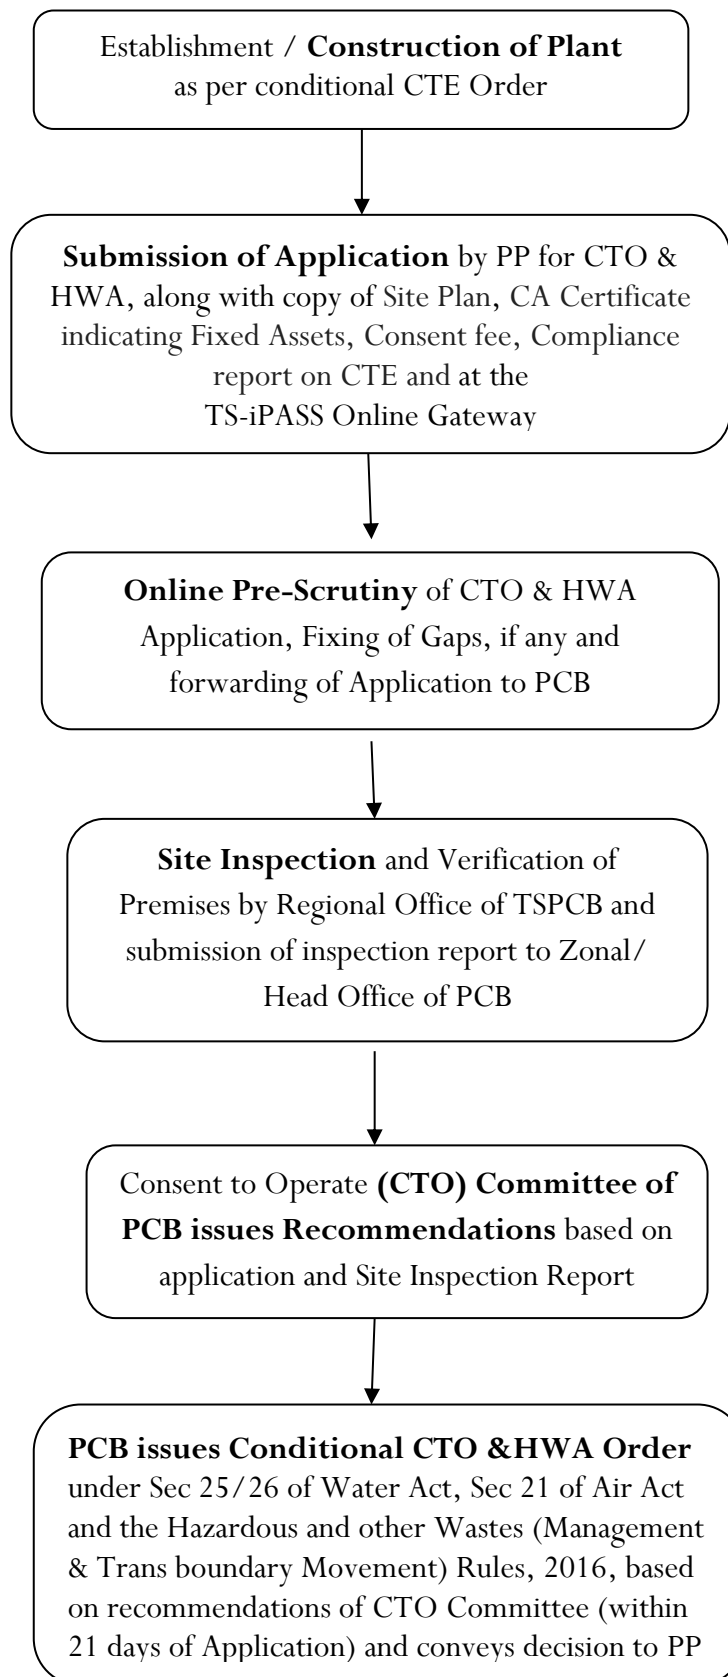 Establishment / Construction of Plant
as per conditional CTE Order
Submission of Application by PP for CTO &
HWA, along with copy of Site Plan, CA Certificate
indicating Fixed Assets, Consent fee, Compliance
report on CTE and at the
TS-iPASS Online Gateway
Online Pre-Scrutiny of CTO & HWA
Application, Fixing of Gaps, if any and
forwarding of Application to PCB
Site Inspection and Verification of
Premises by Regional Office of TSPCB and
submission of inspection report to Zonal/
Head Office of PCB
Consent to Operate (CTO) Committee of
PCB issues Recommendations based on
application and Site Inspection Report
PCB issues Conditional CTO &HWA Order
under Sec 25/26 of Water Act, Sec 21 of Air Act
and the Hazardous and other Wastes (Management
& Trans boundary Movement) Rules, 2016, based
on recommendations of CTO Committee (within
21 days of Application) and conveys decision to PP